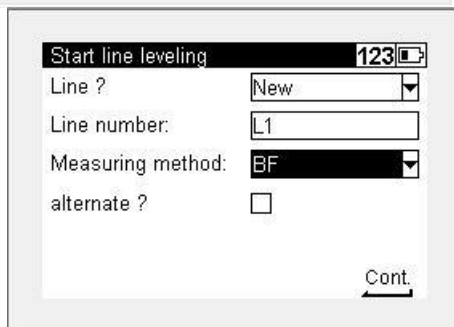 Start line leveling 123
Line ? New
Line number: L1
Measuring method: BF
alternate ?
Cont.